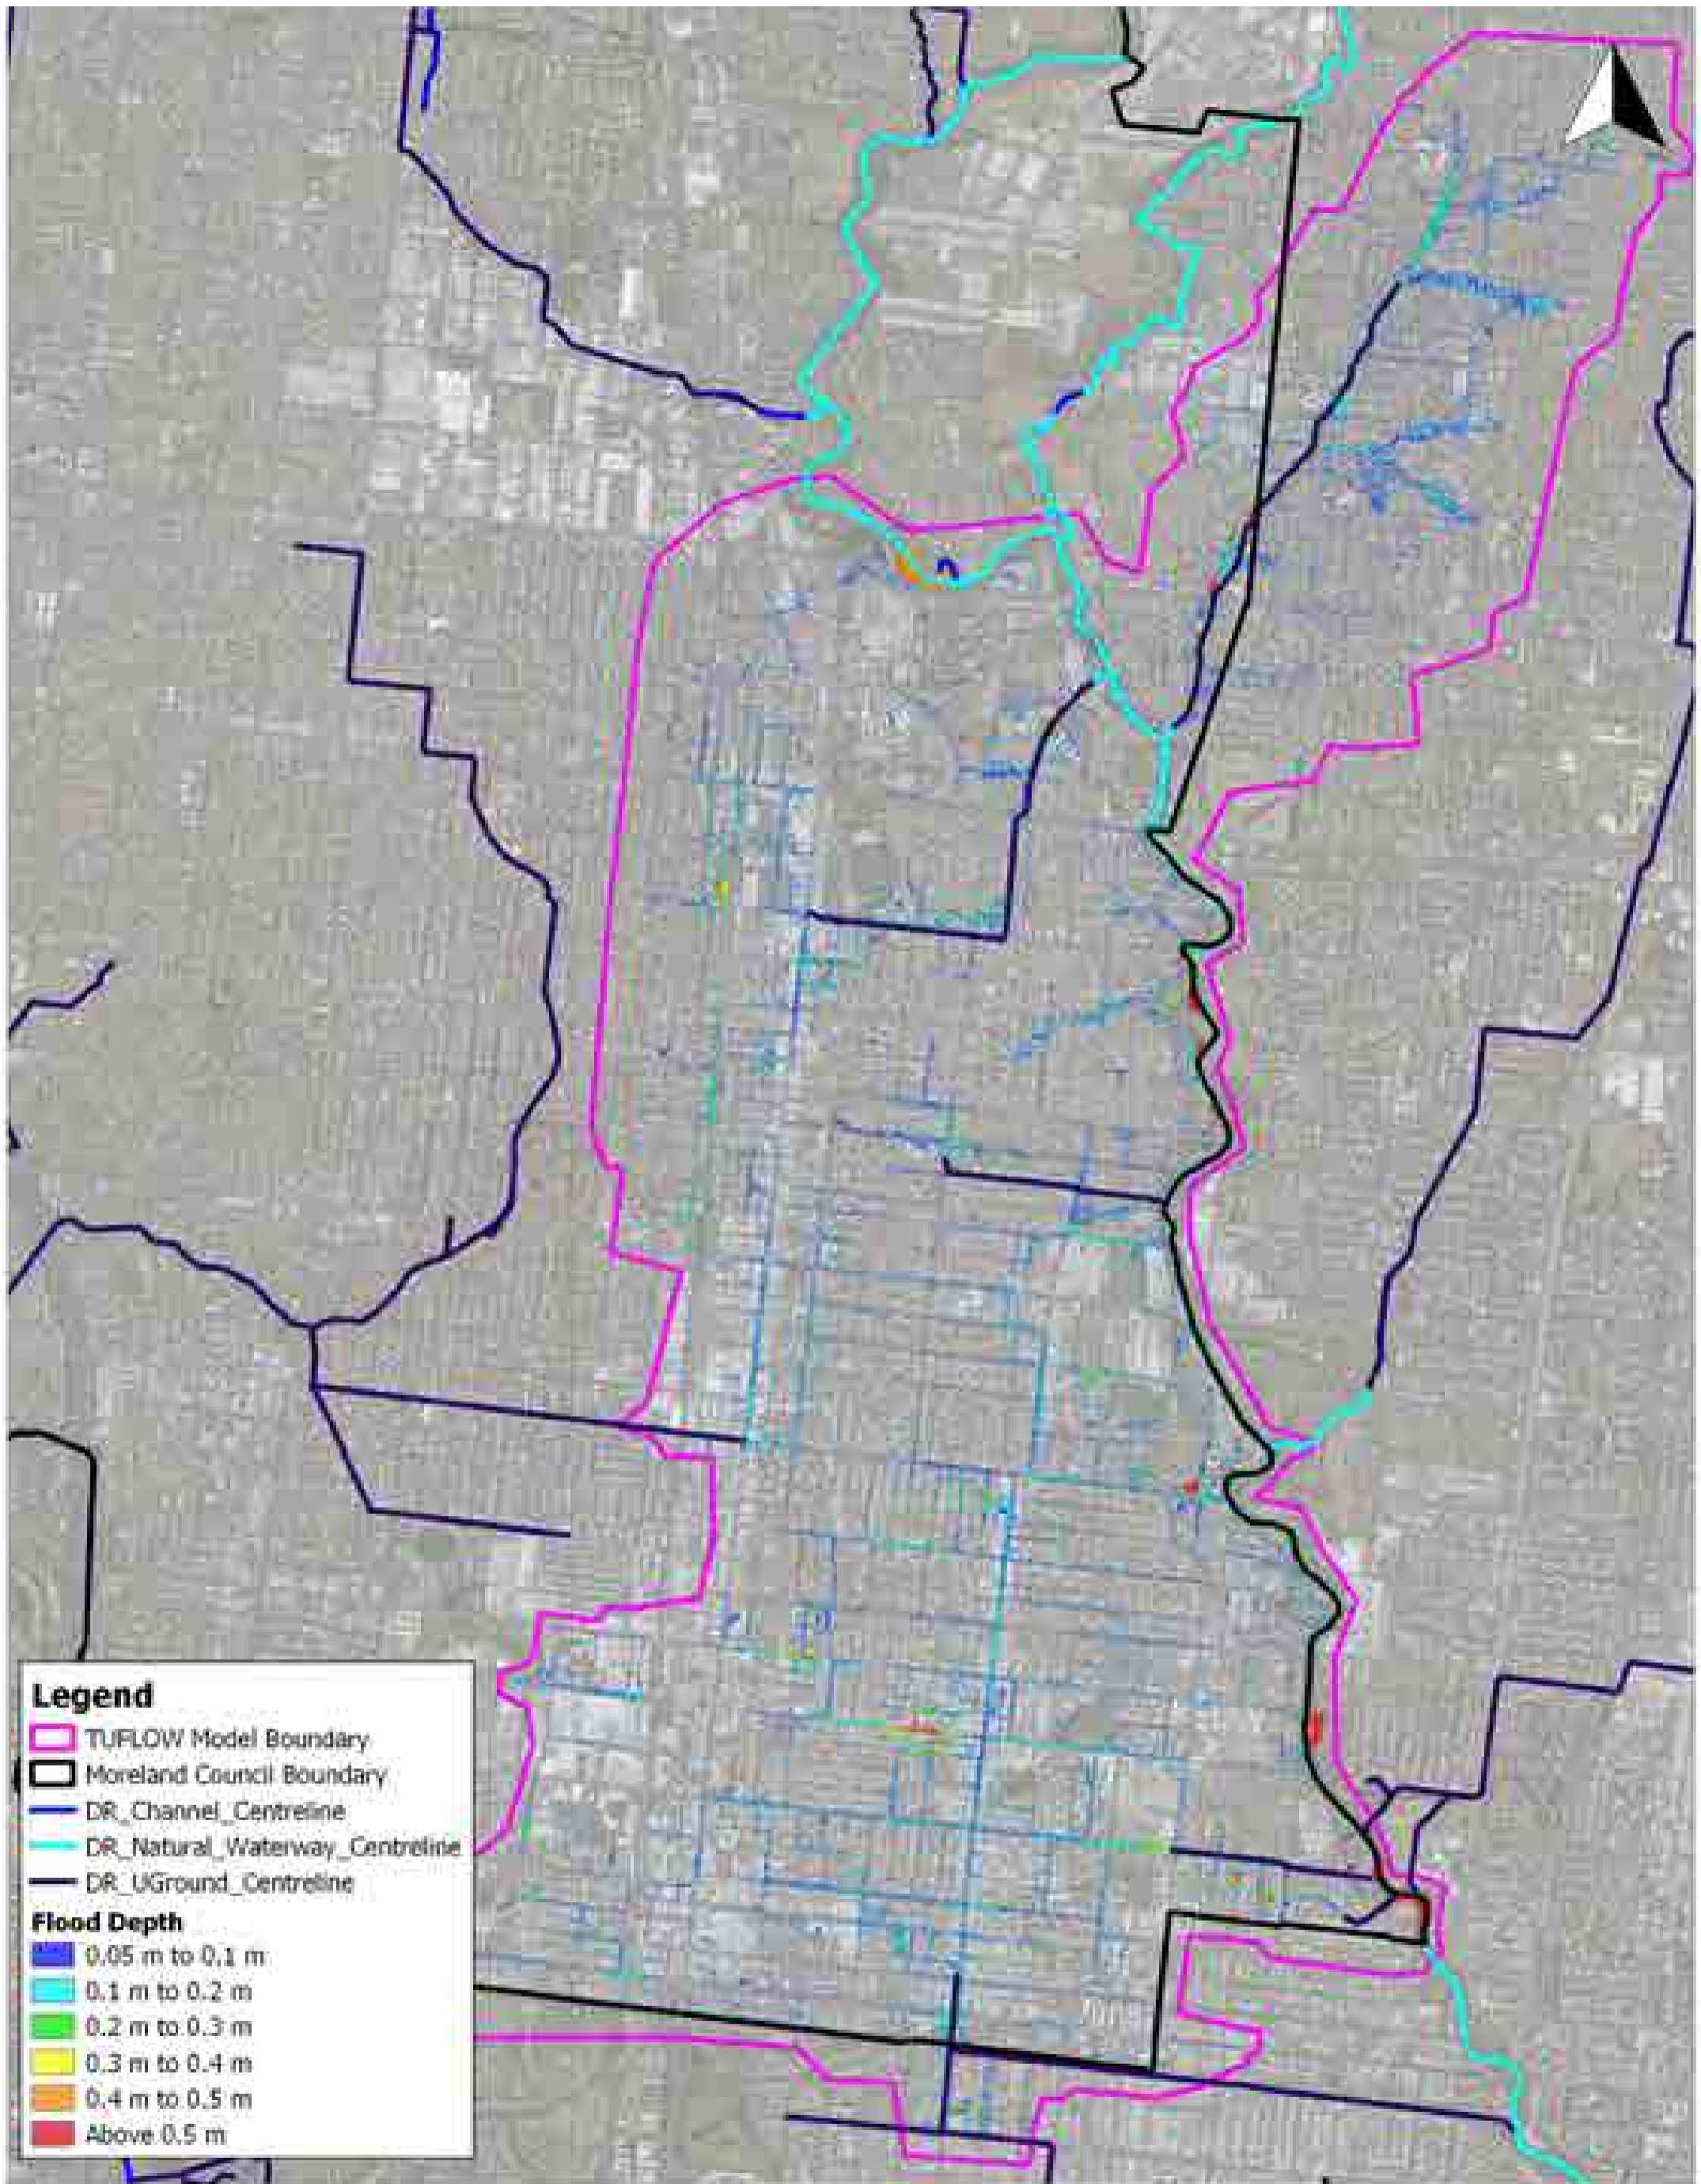 Legend
TUFLOW Model Boundary
Moreland Council Boundary
DR_Channel_Centreline
DR_Natural_Waterway_Centreline
DR_UGround_Centreline
Flood Depth
0.05 m to 0.1 m
0.1 m to 0.2 m
0.2 m to 0.3 m
0.3 m to 0.4 m
0.4 m to 0.5 m
Above 0.5 m